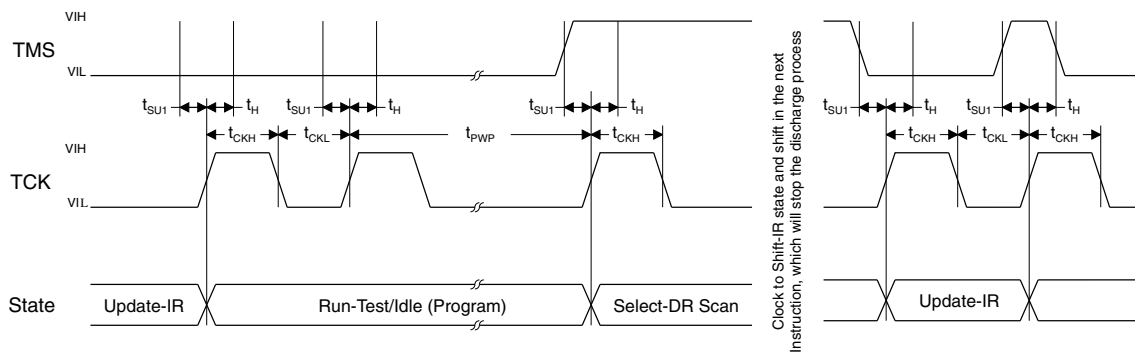 VIH
TMS
VIL
tSU1 tH tSU1 tH tSU1 tH tSU1 tH tSU1 tH
tCKH tCKL tPWP tCKH tCKH tCKL tCKH
VIH
TCK
VIL
State Update-IR Run-Test/Idle (Program) Select-DR Scan Update-IR
Clock to Shift-IR state and shift in the next
Instruction, which will stop the discharge process